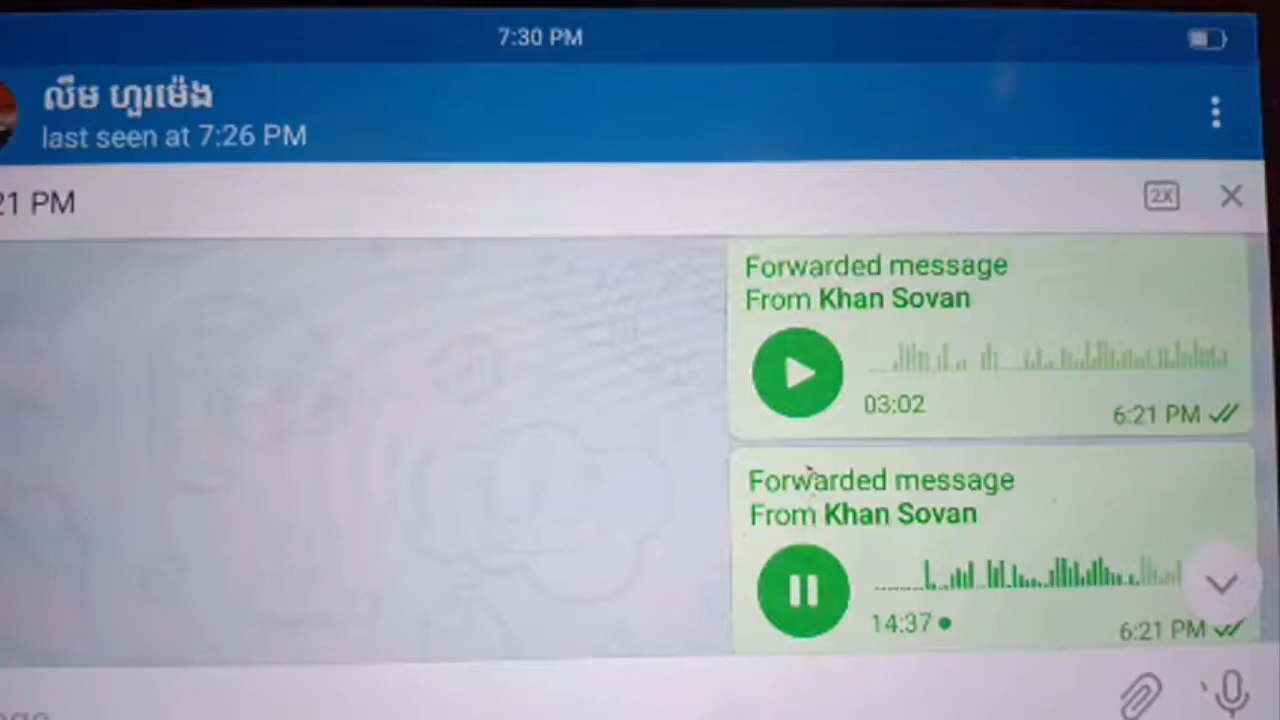 7:30 PM
លឹម ហួរម៉េង
last seen at 7:26 PM
21 PM
2X
Forwarded message
From Khan Sovan
03:02
6:21 PM
Forwarded message
From Khan Sovan
14:37
6:21 PM